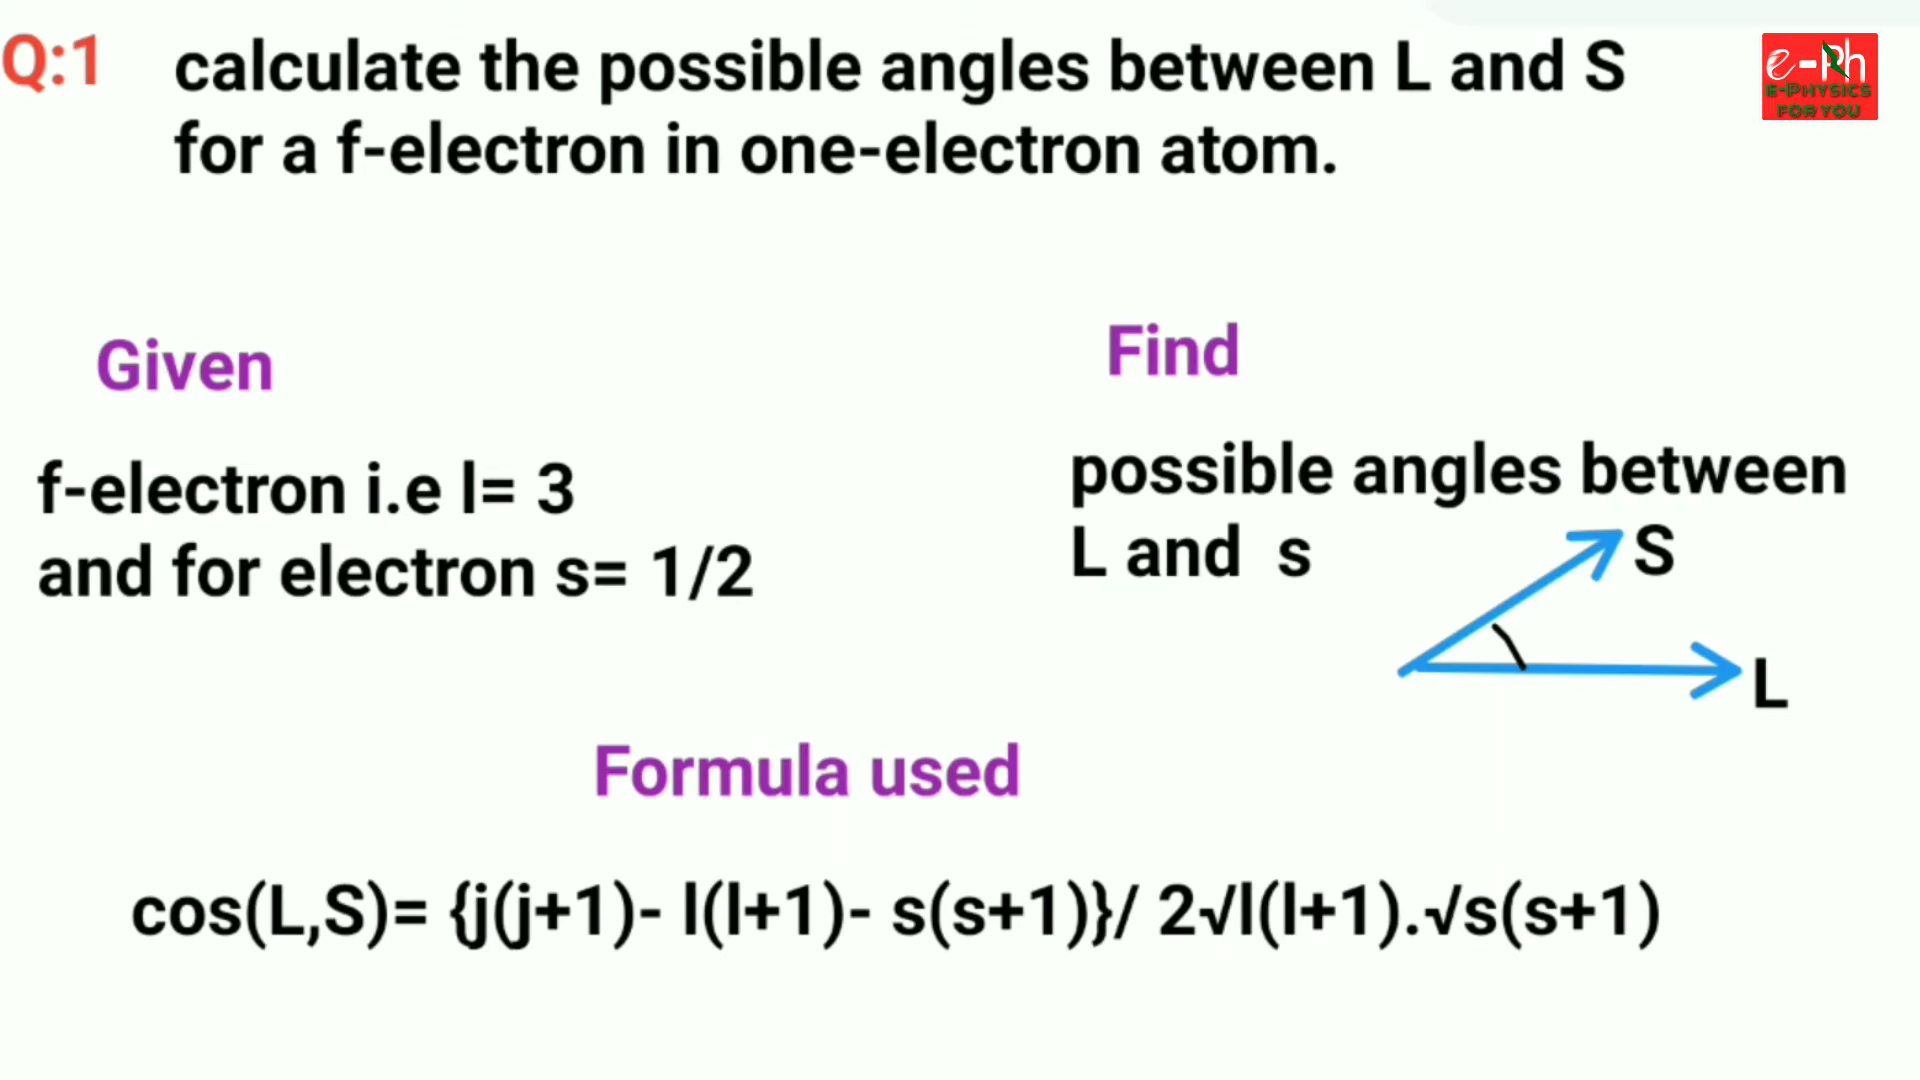 Q:1 calculate the possible angles between L and S
for a f-electron in one-electron atom.
e-Ph
E-PHYSICS
FOR YOU
Given
f-electron i.e l= 3
and for electron s= 1/2
Find
possible angles between
L and s
S
L
Formula used
cos(L,S)= {j(j+1)- l(l+1)- s(s+1)}/ 2√l(l+1).√s(s+1)